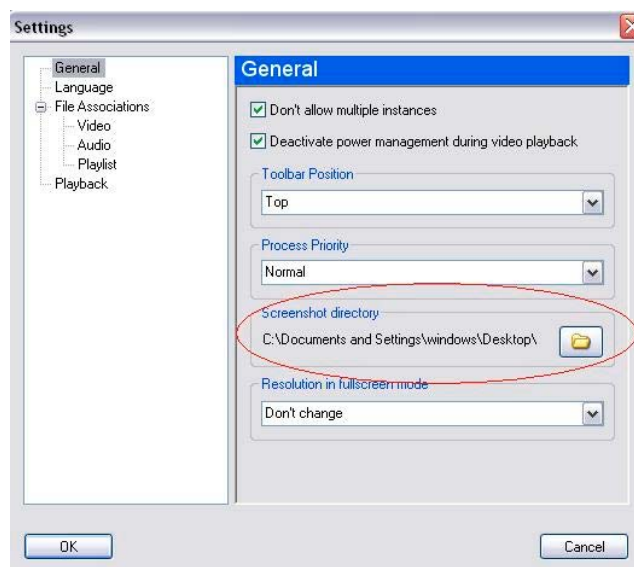 Settings
General
Language
File Associations
Video
Audio
Playlist
Playback
General
Don't allow multiple instances
Deactivate power management during video playback
Toolbar Position
Top
Process Priority
Normal
Screenshot directory
C:\Documents and Settings\windows\Desktop\
Resolution in fullscreen mode
Don't change
OK
Cancel